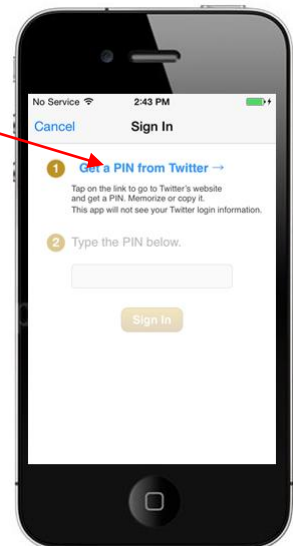 No Service 2:43 PM
Cancel Sign In
1 Get a PIN from Twitter →
Tap on the link to go to Twitter's website
and get a PIN. Memorize or copy it.
This app will not see your Twitter login information.
2 Type the PIN below.
Sign In